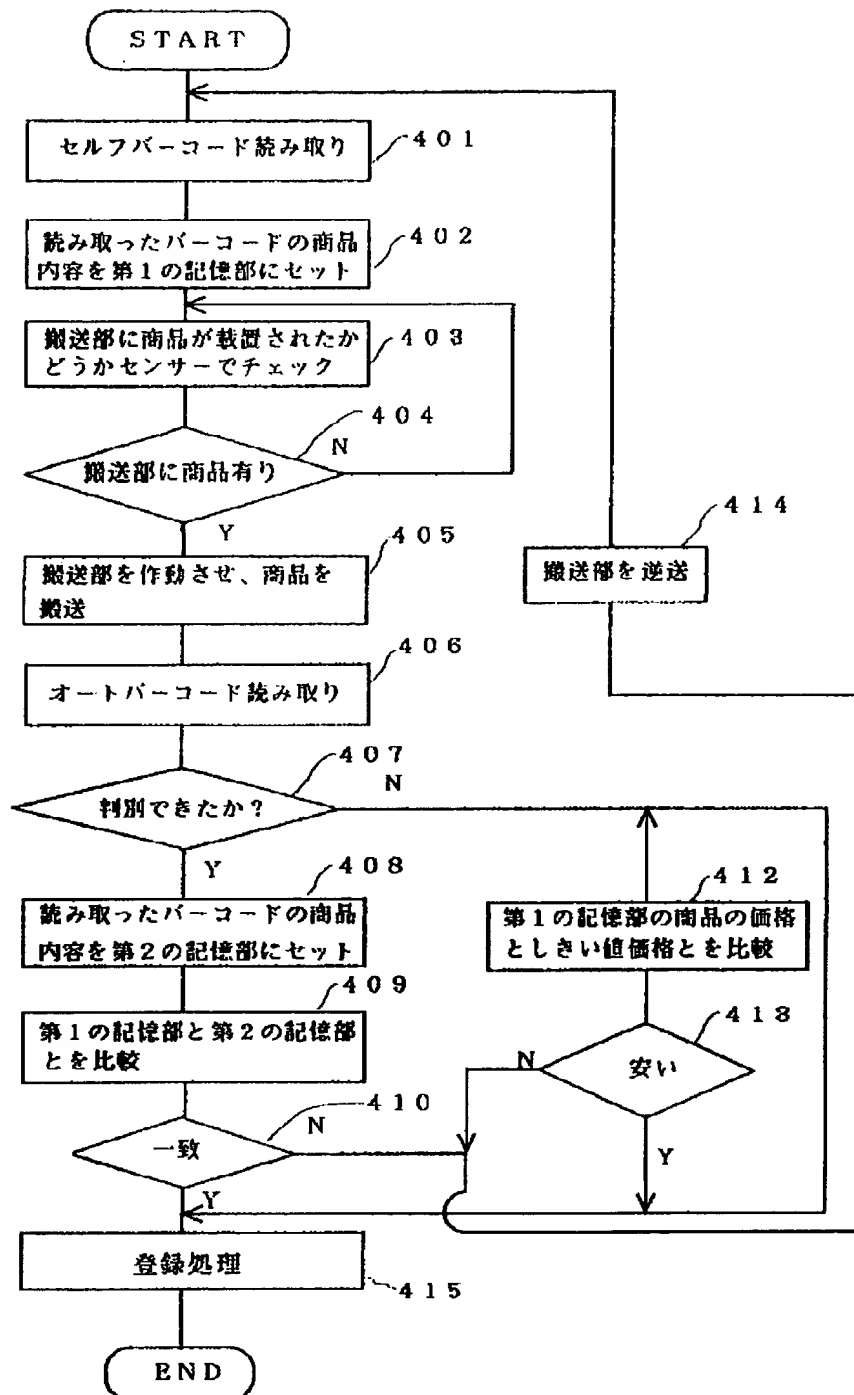 START
セルフバーコード読み取り
401
読み取ったバーコードの商品
内容を第1の記憶部にセット
402
搬送部に商品が載置されたか
どうかセンサーでチェック
403
404
搬送部に商品有り
N
Y
405
搬送部を作動させ、商品を
搬送
414
搬送部を逆送
406
オートバーコード読み取り
407
判別できたか?
N
Y
408
読み取ったバーコードの商品
内容を第2の記憶部にセット
412
第1の記憶部の商品の価格
としきい値価格とを比較
409
第1の記憶部と第2の記憶部
とを比較
413
安い
N
Y
410
一致
N
Y
登録処理
415
END